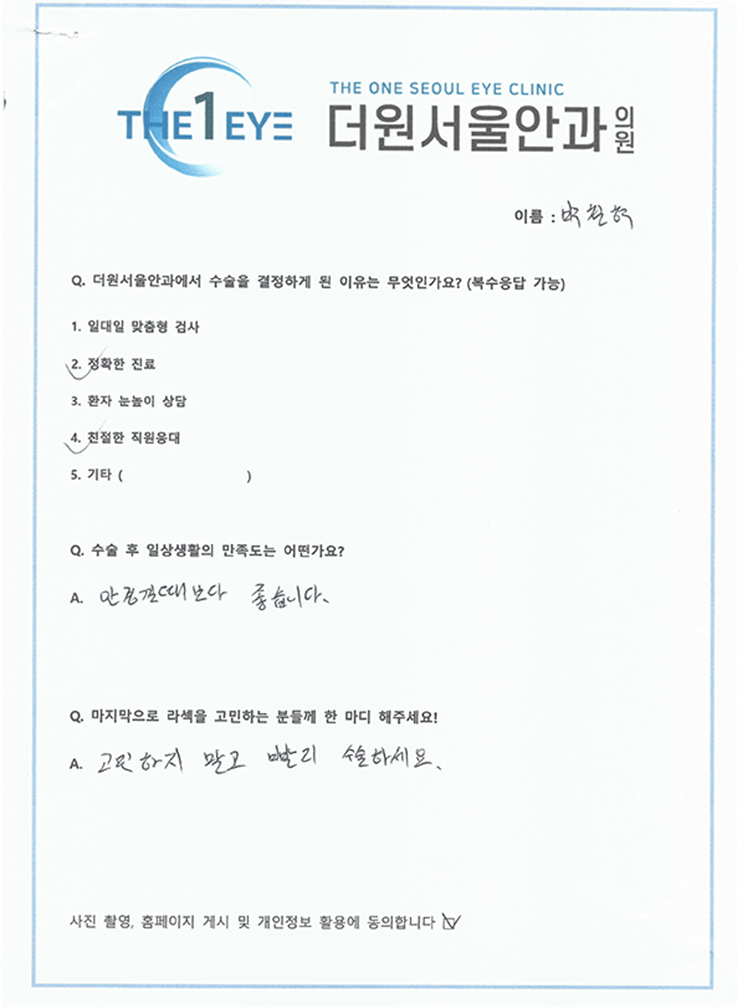 THE 1 EYE
THE ONE SEOUL EYE CLINIC
더원서울안과의원
이름 : 박찬혁
Q. 더원서울안과에서 수술을 결정하게 된 이유는 무엇인가요? (복수응답 가능)
1. 일대일 맞춤형 검사
2. 정확한 진료
3. 환자 눈높이 상담
4. 친절한 직원응대
5. 기타 ( )
Q. 수술 후 일상생활의 만족도는 어떤가요?
A. 안경낄때보다 좋습니다.
Q. 마지막으로 라섹을 고민하는 분들께 한 마디 해주세요!
A. 고민하지 말고 빨리 수술하세요.
사진 촬영, 홈페이지 게시 및 개인정보 활용에 동의합니다 ☑